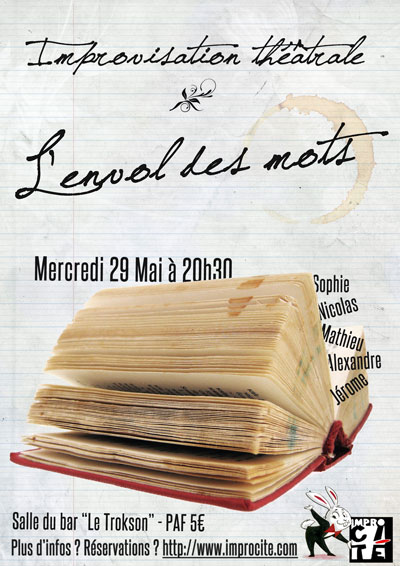 Improvisation théâtrale
L'envol des mots
Mercredi 29 Mai à 20h30
Sophie
Nicolas
Mathieu
Alexandre
Jérome
Salle du bar "Le Trokson" - PAF 5€
Plus d'infos ? Réservations ? http://www.improcite.com
IMPRO
CITE